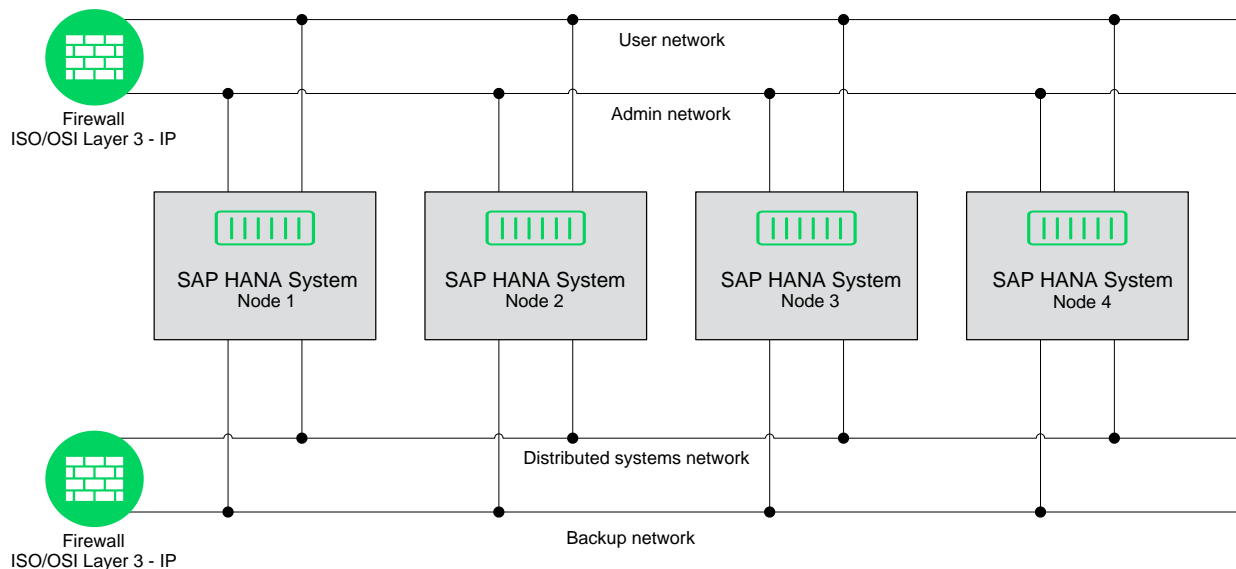 User network
Admin network
Firewall
ISO/OSI Layer 3 - IP
SAP HANA System
Node 1
SAP HANA System
Node 2
SAP HANA System
Node 3
SAP HANA System
Node 4
Distributed systems network
Backup network
Firewall
ISO/OSI Layer 3 - IP